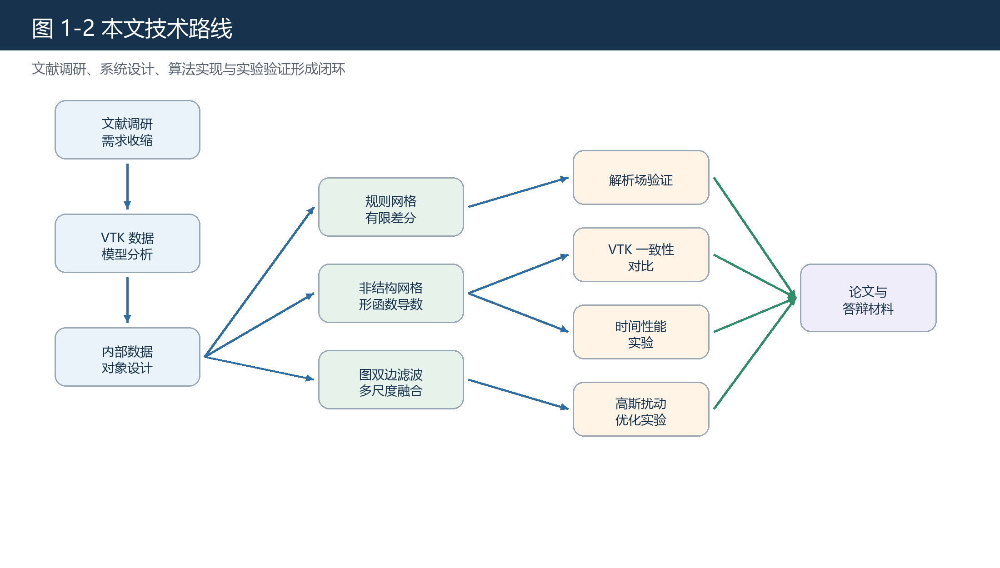 图 1-2 本文技术路线
文献调研、系统设计、算法实现与实验验证形成闭环
文献调研
需求收缩
VTK 数据
模型分析
内部数据
对象设计
规则网格
有限差分
非结构网格
形函数导数
图双边滤波
多尺度融合
解析场验证
VTK 一致性
对比
时间性能
实验
高斯扰动
优化实验
论文与
答辩材料